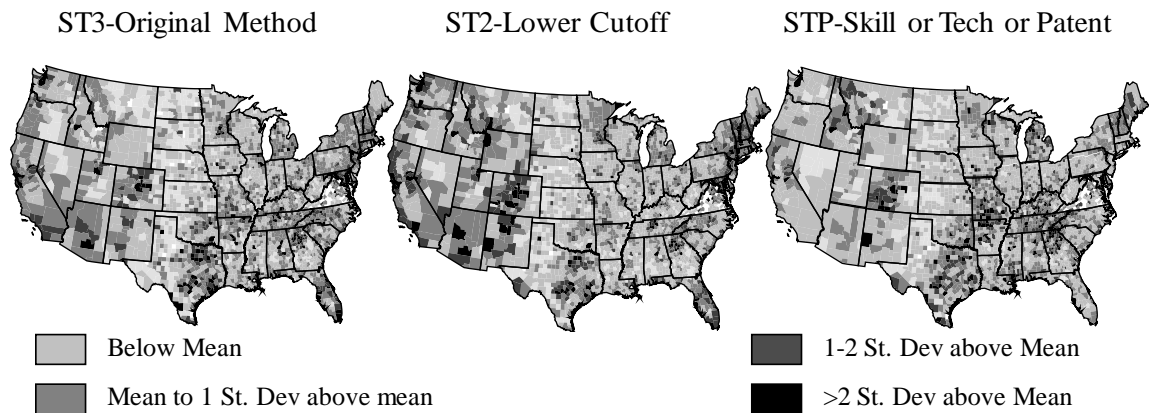 ST3-Original Method
ST2-Lower Cutoff
STP-Skill or Tech or Patent
Below Mean
Mean to 1 St. Dev above mean
1-2 St. Dev above Mean
>2 St. Dev above Mean